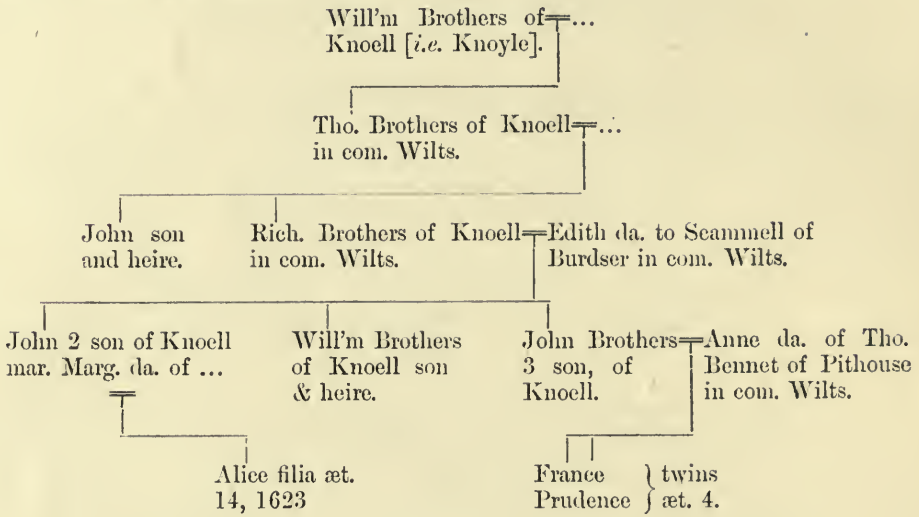 Will'm Brothers of=...
Knoell [i.e. Knoyle].
Tho. Brothers of Knoell=...
in com. Wilts.
John son
and heire.
Rich. Brothers of Knoell=Edith da. to Scammell of
in com. Wilts.
Burdser in com. Wilts.
John 2 son of Knoell
mar. Marg. da. of ...
Will'm Brothers
of Knoell son
& heire.
John Brothers=Anne da. of Tho.
3 son, of
Knoell.
Bennet of Pithouse
in com. Wilts.
Alice filia æt.
14, 1623
France } twins
Prudence } æt. 4.